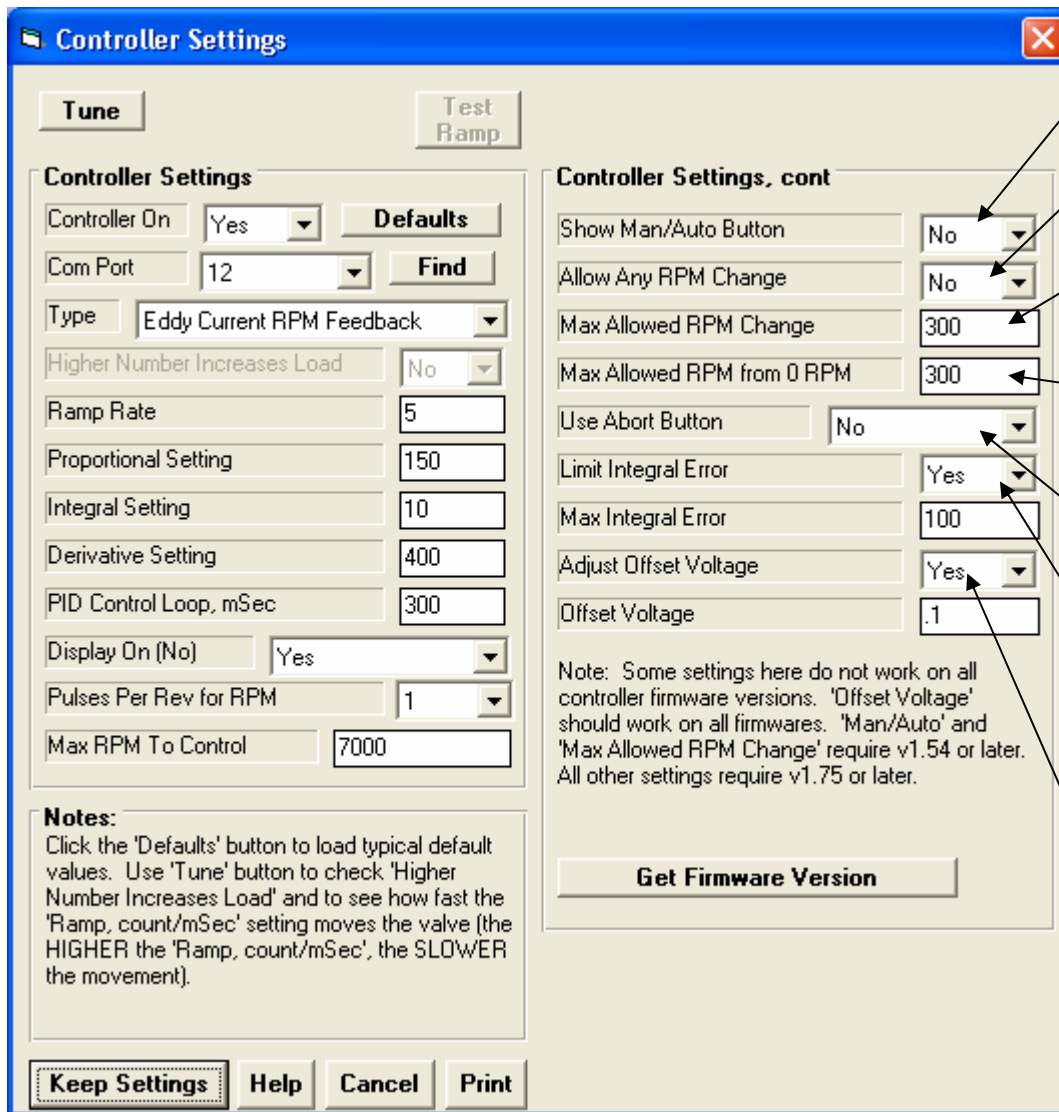 Controller Settings
Tune
Test
Ramp
Controller Settings
Controller On
Yes
Defaults
Com Port
12
Find
Type
Eddy Current RPM Feedback
Higher Number Increases Load
No
Ramp Rate
5
Proportional Setting
150
Integral Setting
10
Derivative Setting
400
PID Control Loop, mSec
300
Display On (No)
Yes
Pulses Per Rev for RPM
1
Max RPM To Control
7000
Notes:
Click the 'Defaults' button to load typical default
values. Use 'Tune' button to check 'Higher
Number Increases Load' and to see how fast the
'Ramp, count/mSec' setting moves the valve (the
HIGHER the 'Ramp, count/mSec', the SLOWER
the movement).
Controller Settings, cont
Show Man/Auto Button
No
Allow Any RPM Change
No
Max Allowed RPM Change
300
Max Allowed RPM from 0 RPM
300
Use Abort Button
No
Limit Integral Error
Yes
Max Integral Error
100
Adjust Offset Voltage
Yes
Offset Voltage
.1
Note: Some settings here do not work on all
controller firmware versions. 'Offset Voltage'
should work on all firmwares. 'Man/Auto' and
'Max Allowed RPM Change' require v1.54 or later.
All other settings require v1.75 or later.
Get Firmware Version
Keep Settings
Help
Cancel
Print